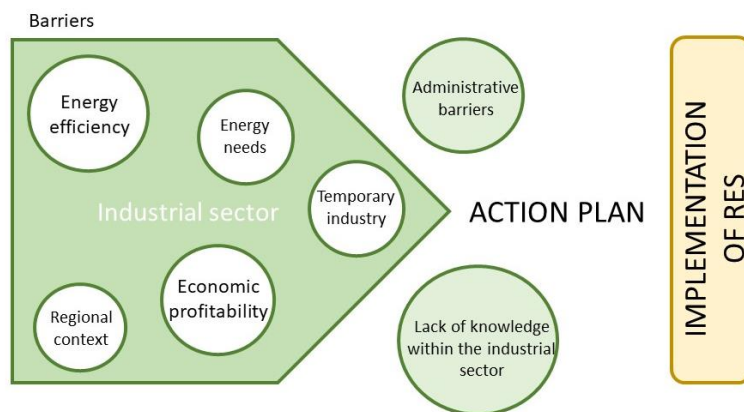 Barriers
Energy
efficiency
Energy
needs
Industrial sector
Temporary
industry
Economic
profitability
Regional
context
Administrative
barriers
ACTION PLAN
Lack of knowledge
within the industrial
sector
IMPLEMENTATION
OF RES